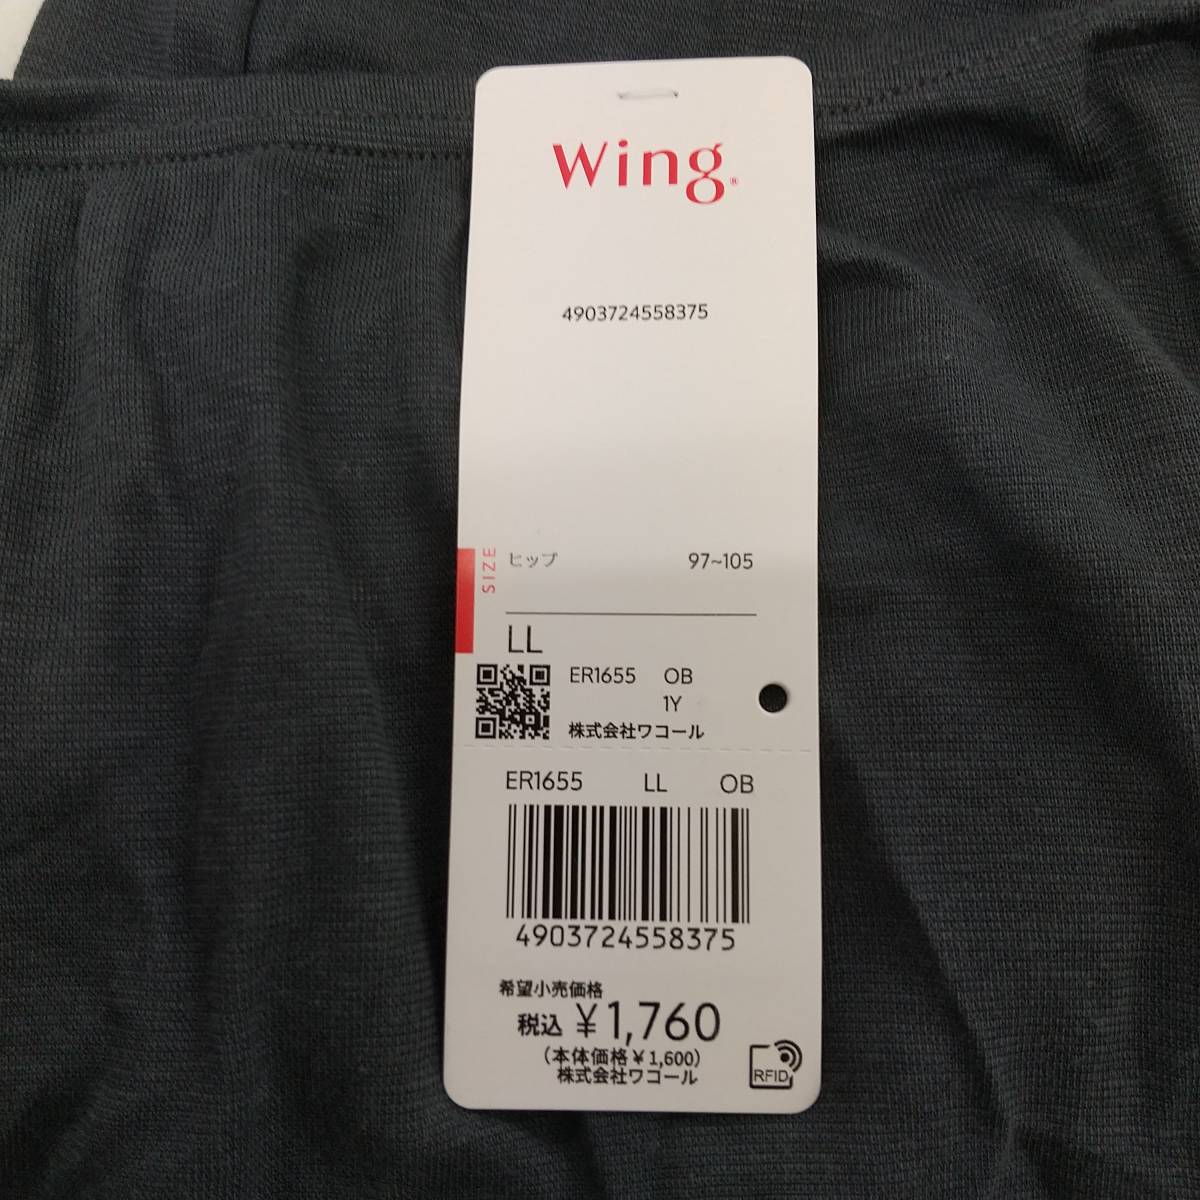 Wing®
4903724558375
SIZE
ヒップ 97~105
LL
ER1655 OB
1Y
株式会社ワコール
ER1655 LL OB
4903724558375
希望小売価格
税込 ¥1,760
(本体価格¥1,600)
株式会社ワコール
RFID